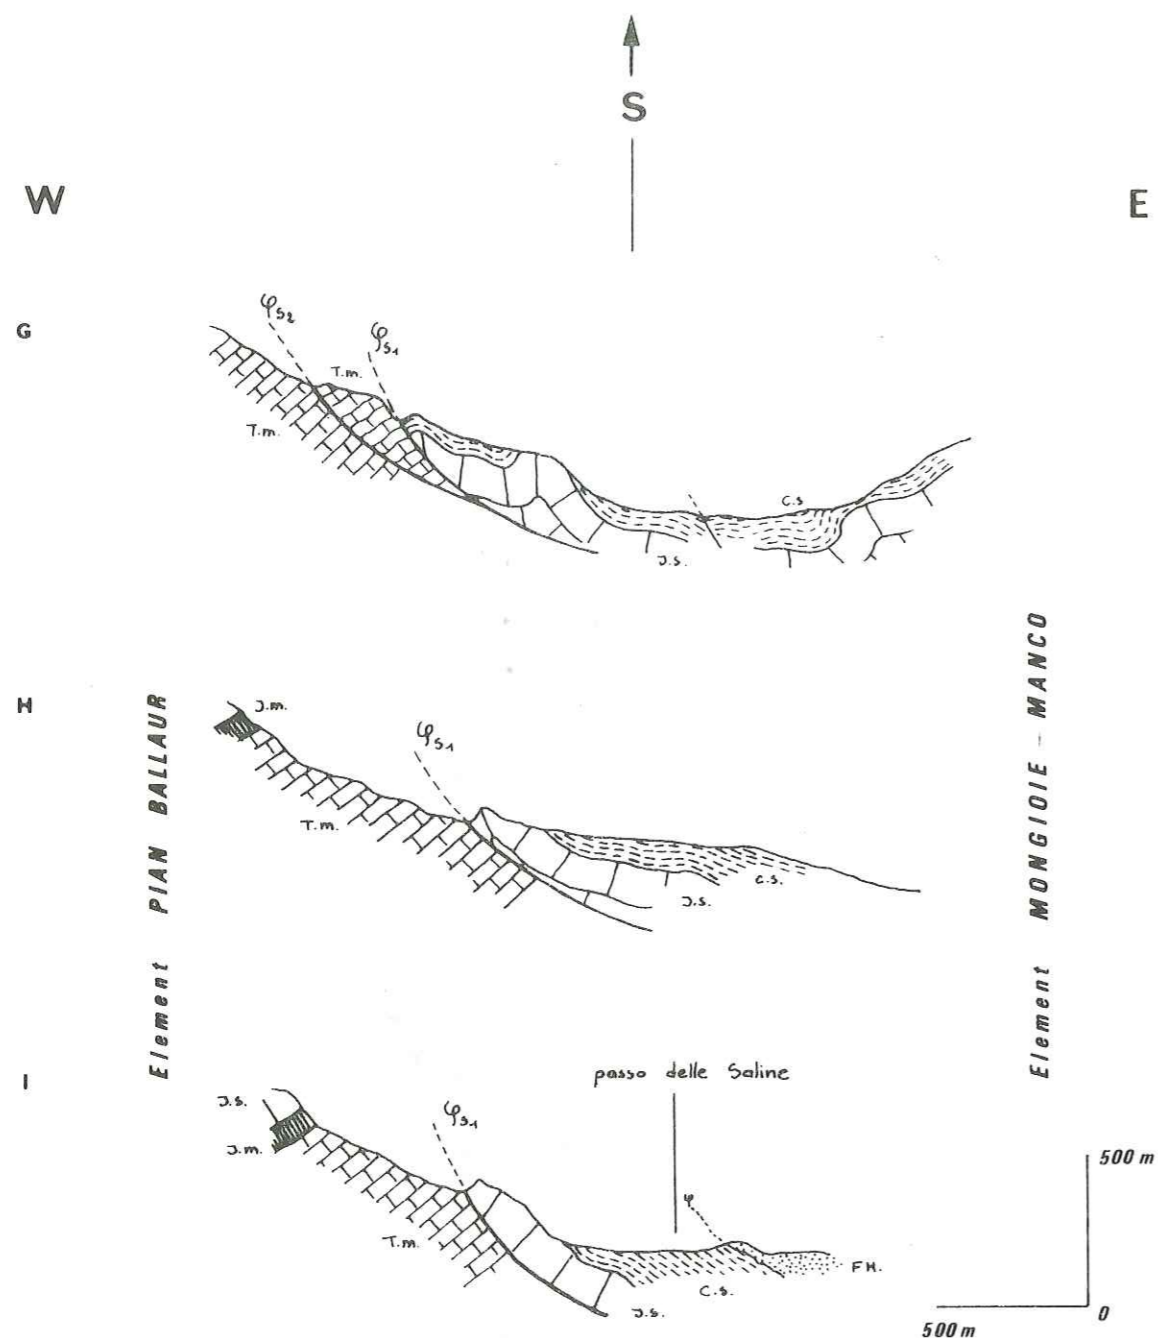 S
W E
G
φs2
φs1
T.m.
T.m.
C.s
J.s.
H
J.m.
φs1
T.m.
C.s.
J.s.
Element PIAN BALLAUR
Element MONGIOIE - MANCO
I
passo delle Saline
J.s.
φs1
J.m.
φ
T.m.
FH.
C.s.
J.s.
500 m
0
500 m